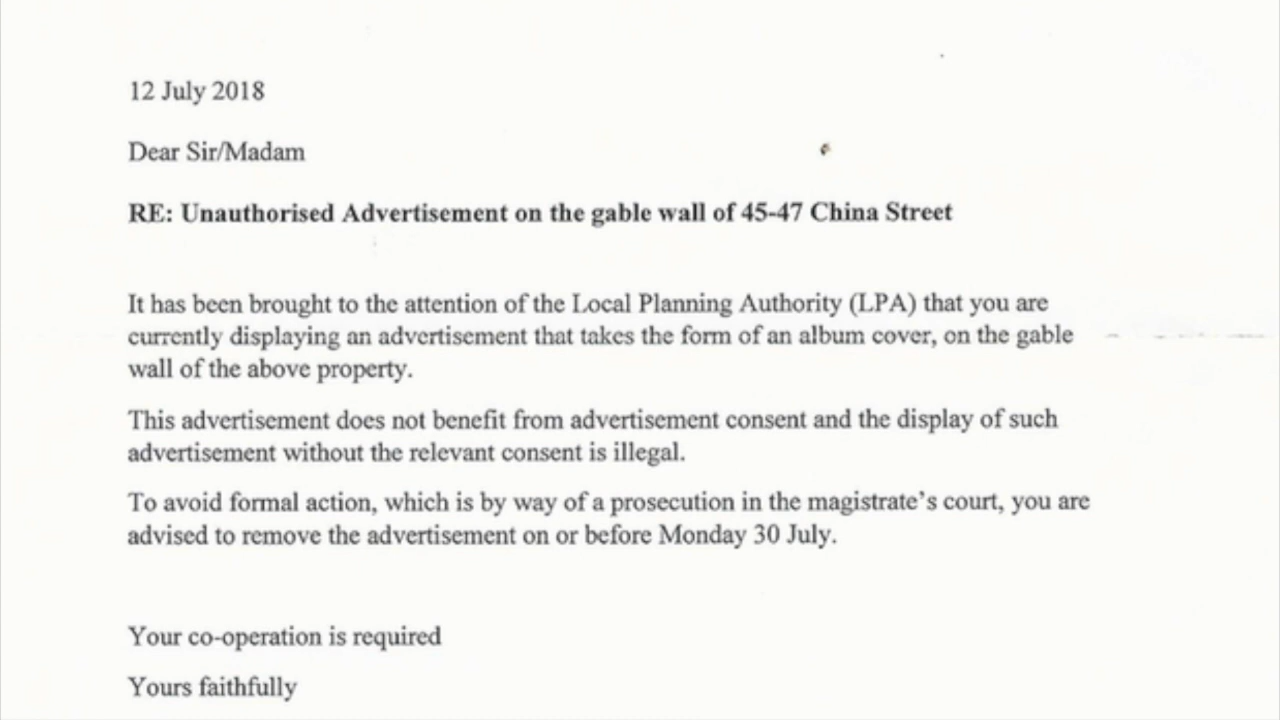 12 July 2018
Dear Sir/Madam
RE: Unauthorised Advertisement on the gable wall of 45-47 China Street
It has been brought to the attention of the Local Planning Authority (LPA) that you are
currently displaying an advertisement that takes the form of an album cover, on the gable
wall of the above property.
This advertisement does not benefit from advertisement consent and the display of such
advertisement without the relevant consent is illegal.
To avoid formal action, which is by way of a prosecution in the magistrate's court, you are
advised to remove the advertisement on or before Monday 30 July.
Your co-operation is required
Yours faithfully